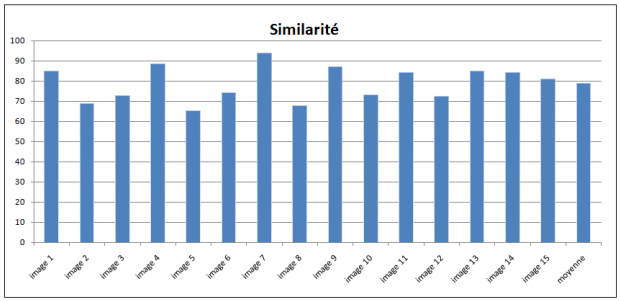 Similarité
100
90
80
70
60
50
40
30
20
10
0
image 1
image 2
image 3
image 4
image 5
image 6
image 7
image 8
image 9
image 10
image 11
image 12
image 13
image 14
image 15
moyenne